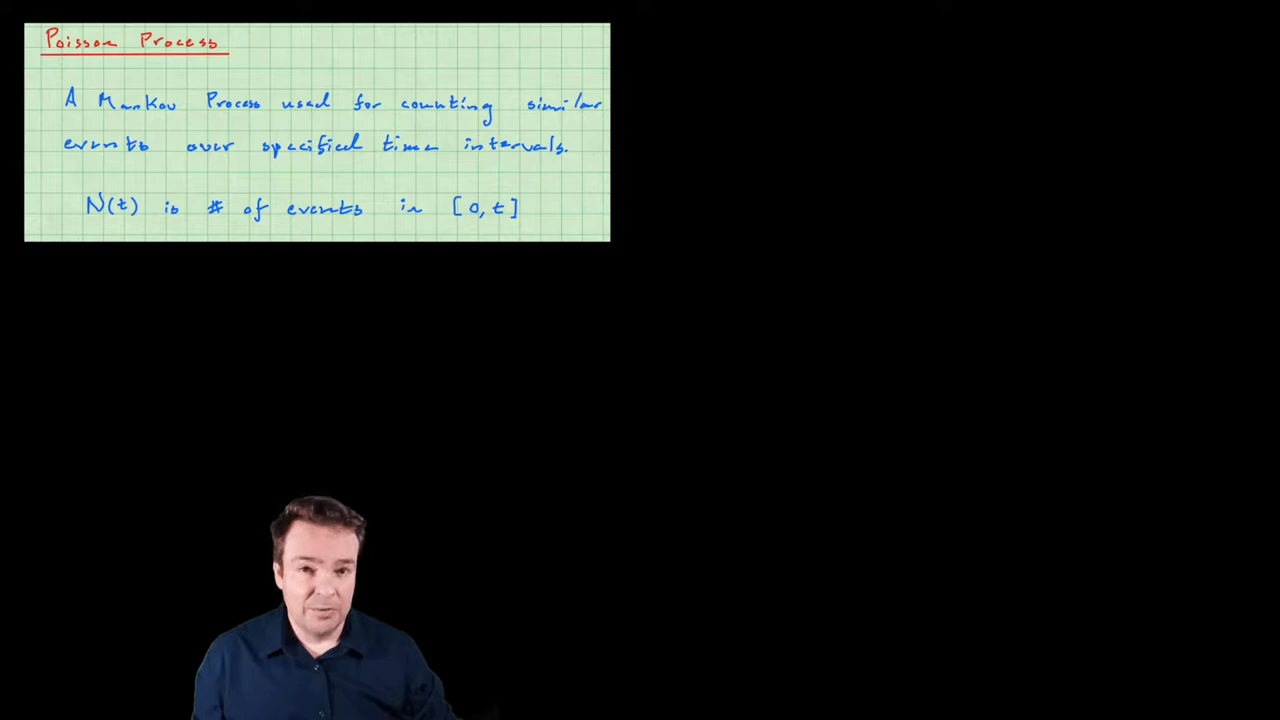 Poisson Process
A Markov Process used for counting similar
events over specified time intervals.
N(t) is # of events in [0, t]